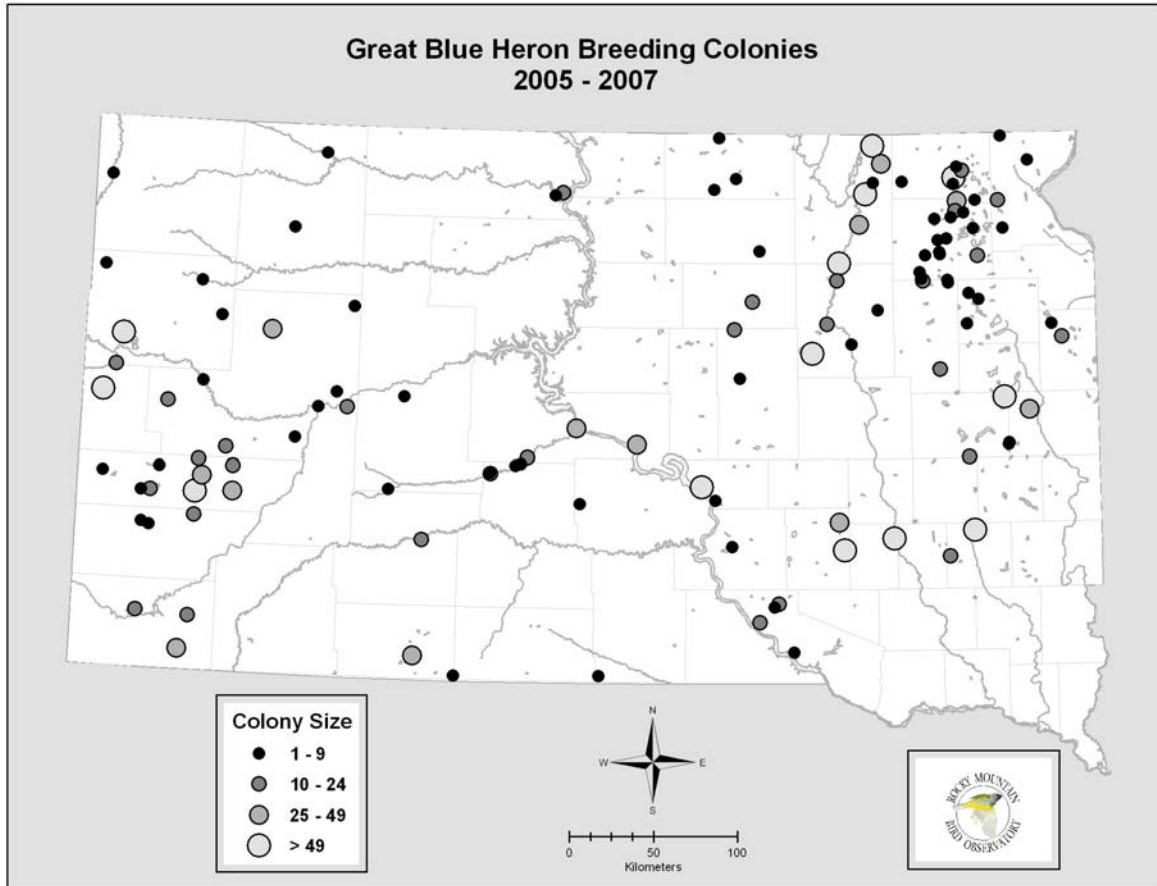 Great Blue Heron Breeding Colonies
2005 - 2007
Colony Size
1 - 9
10 - 24
25 - 49
> 49
N
W E
S
0 50 100
Kilometers
ROCKY MOUNTAIN
BIRD OBSERVATORY